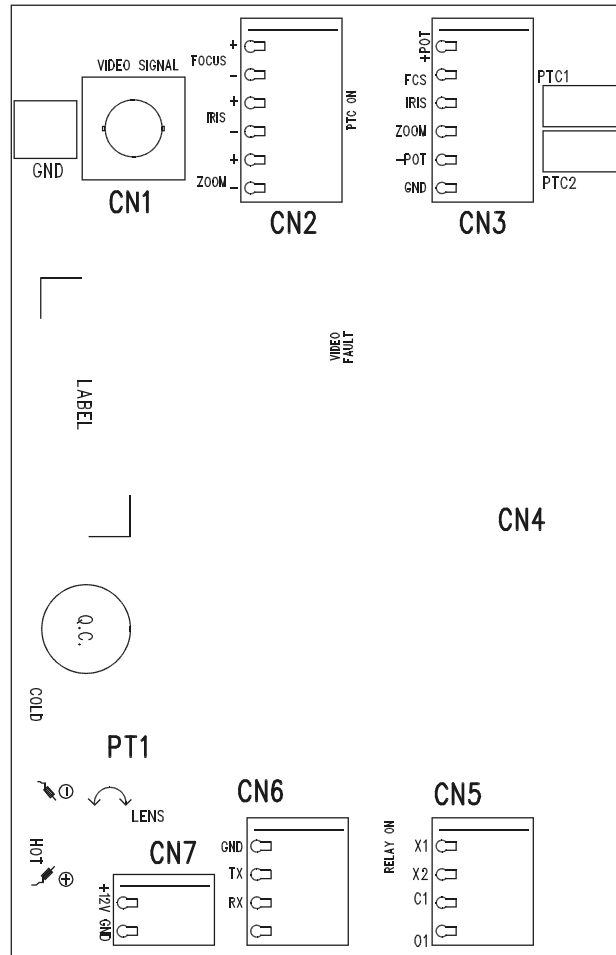 VIDEO SIGNAL
GND
CN1
+
FOCUS
-
+
IRIS
-
+
ZOOM -
PTC ON
CN2
+POT
FCS
IRIS
ZOOM
-POT
GND
CN3
PTC1
PTC2
VIDEO
FAULT
LABEL
CN4
Q.C.
COLD
PT1
LENS
HOT
CN7
+12V
GND
CN6
GND
TX
RX
CN5
RELAY ON
X1
X2
C1
O1